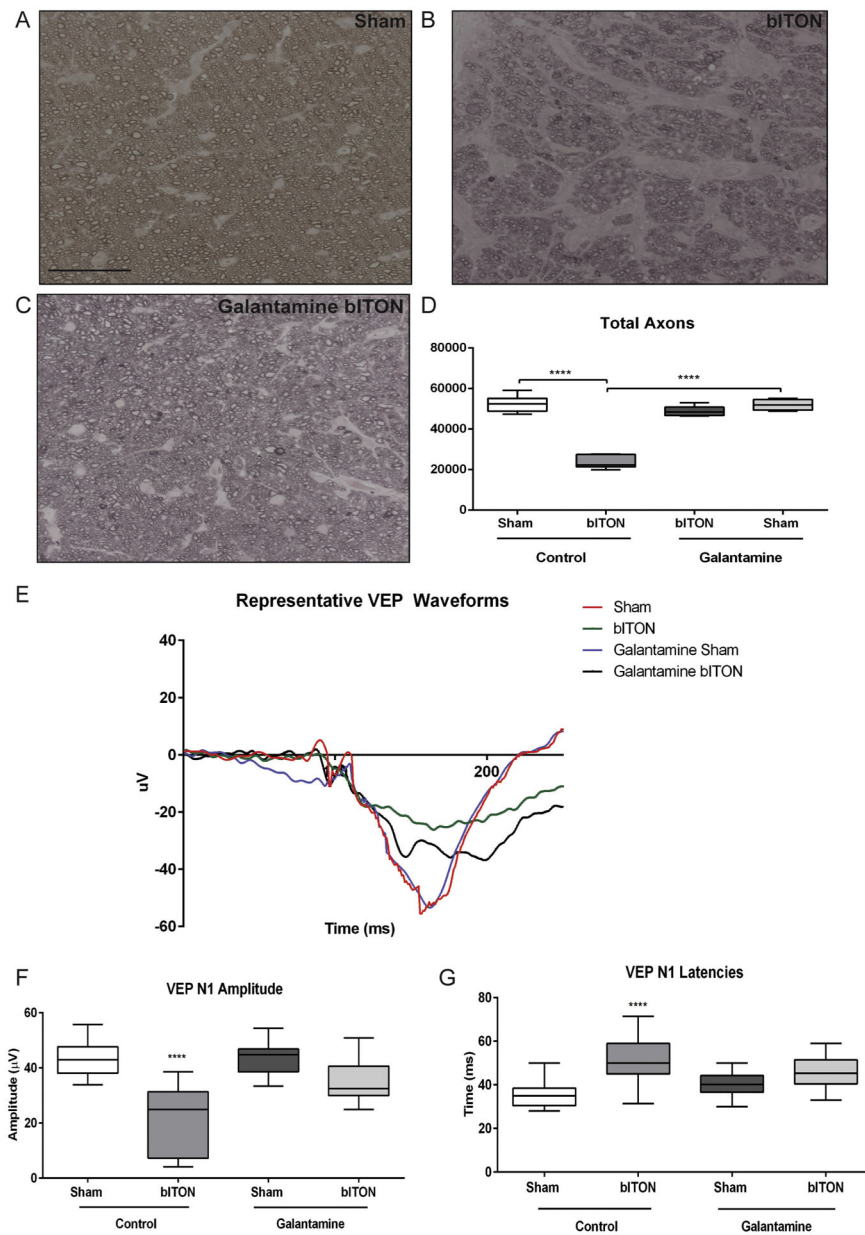 A
Sham
B
bITON
C
Galantamine bITON
D
Total Axons
80000
60000
40000
20000
0
****
****
Sham
bITON
bITON
Sham
Control
Galantamine
E
Representative VEP Waveforms
Sham
bITON
Galantamine Sham
Galantamine bITON
40
20
0
-20
-40
-60
uV
200
Time (ms)
F
VEP N1 Amplitude
60
40
20
0
Amplitude (µV)
****
Sham
bITON
Sham
bITON
Control
Galantamine
G
VEP N1 Latencies
80
60
40
20
0
Time (ms)
****
Sham
bITON
Sham
bITON
Control
Galantamine